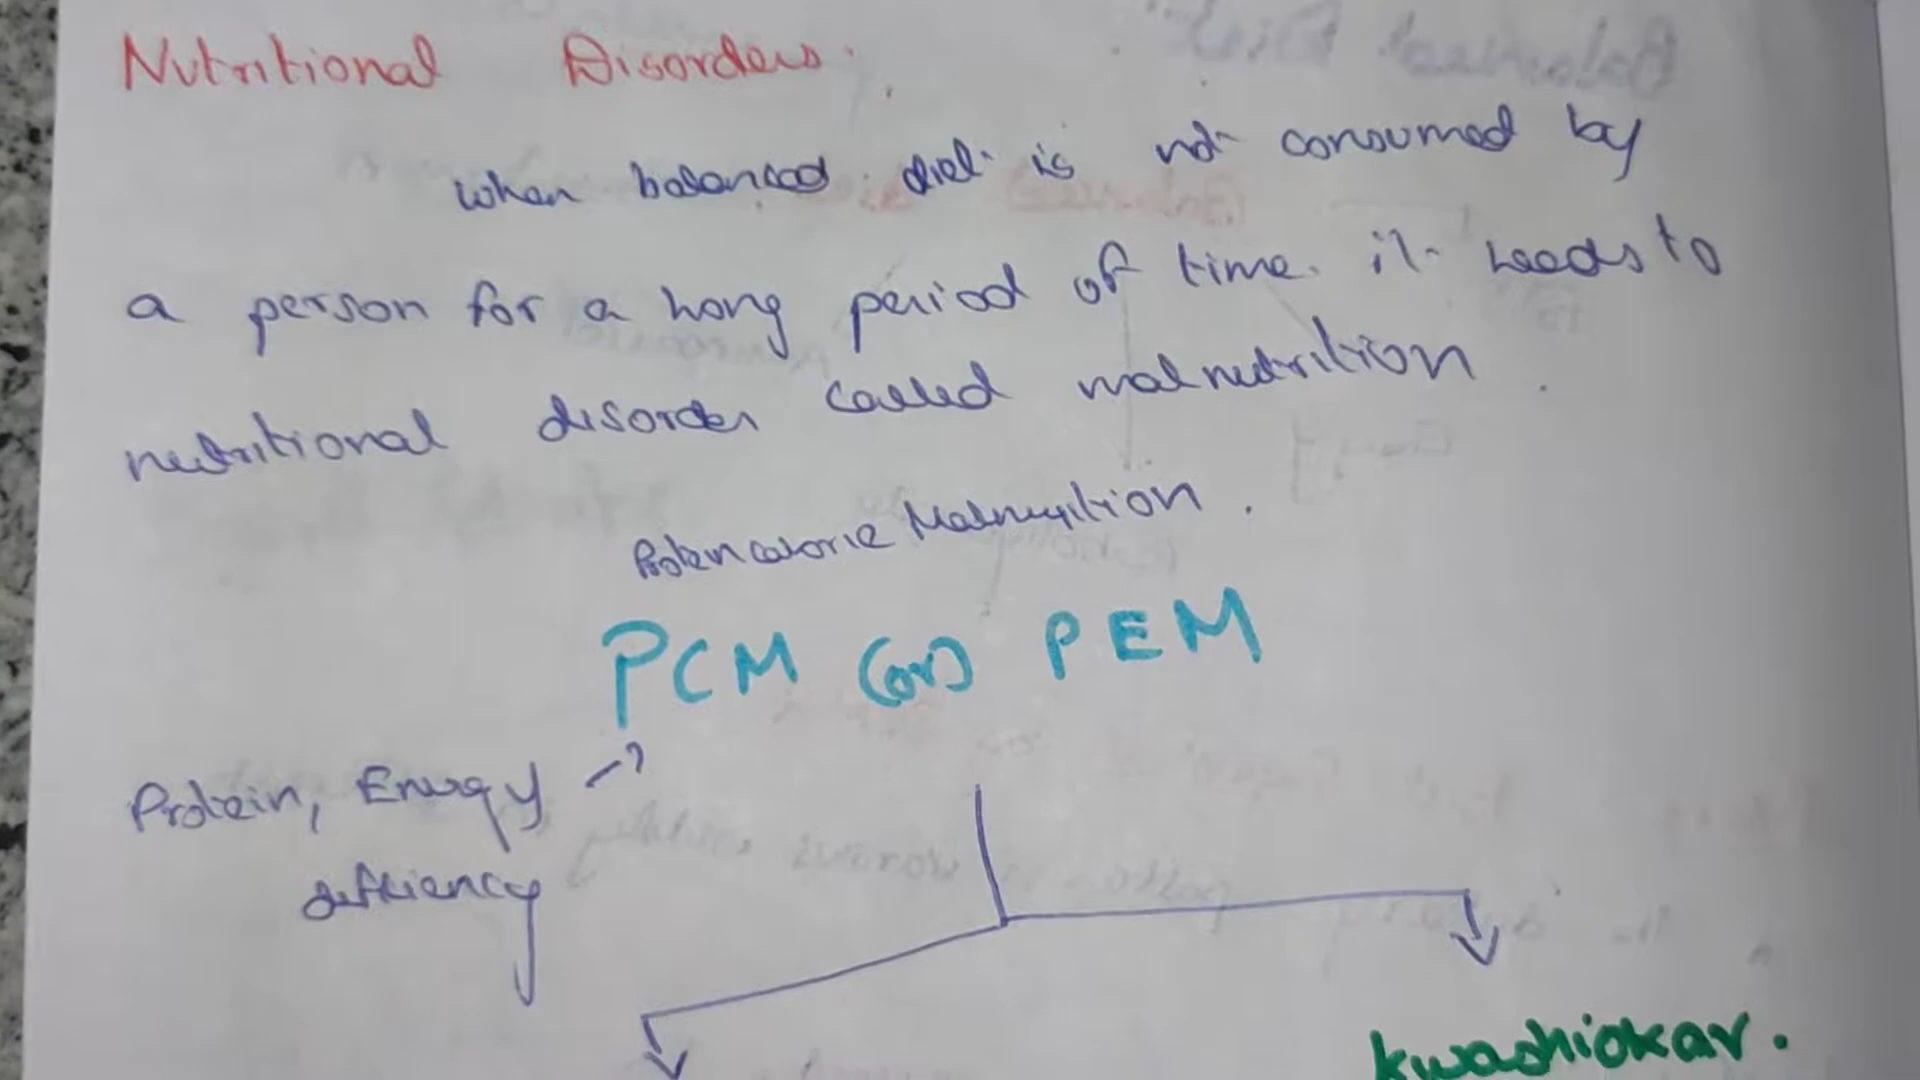 Nutritional Disorders.
When balanced diet is not consumed by
a person for a long period of time. it leads to
nutritional disorder called malnutrition.
Protein calorie Malnutrition.
PCM (or) PEM
Protein, Energy
defiency
kwashiokar.